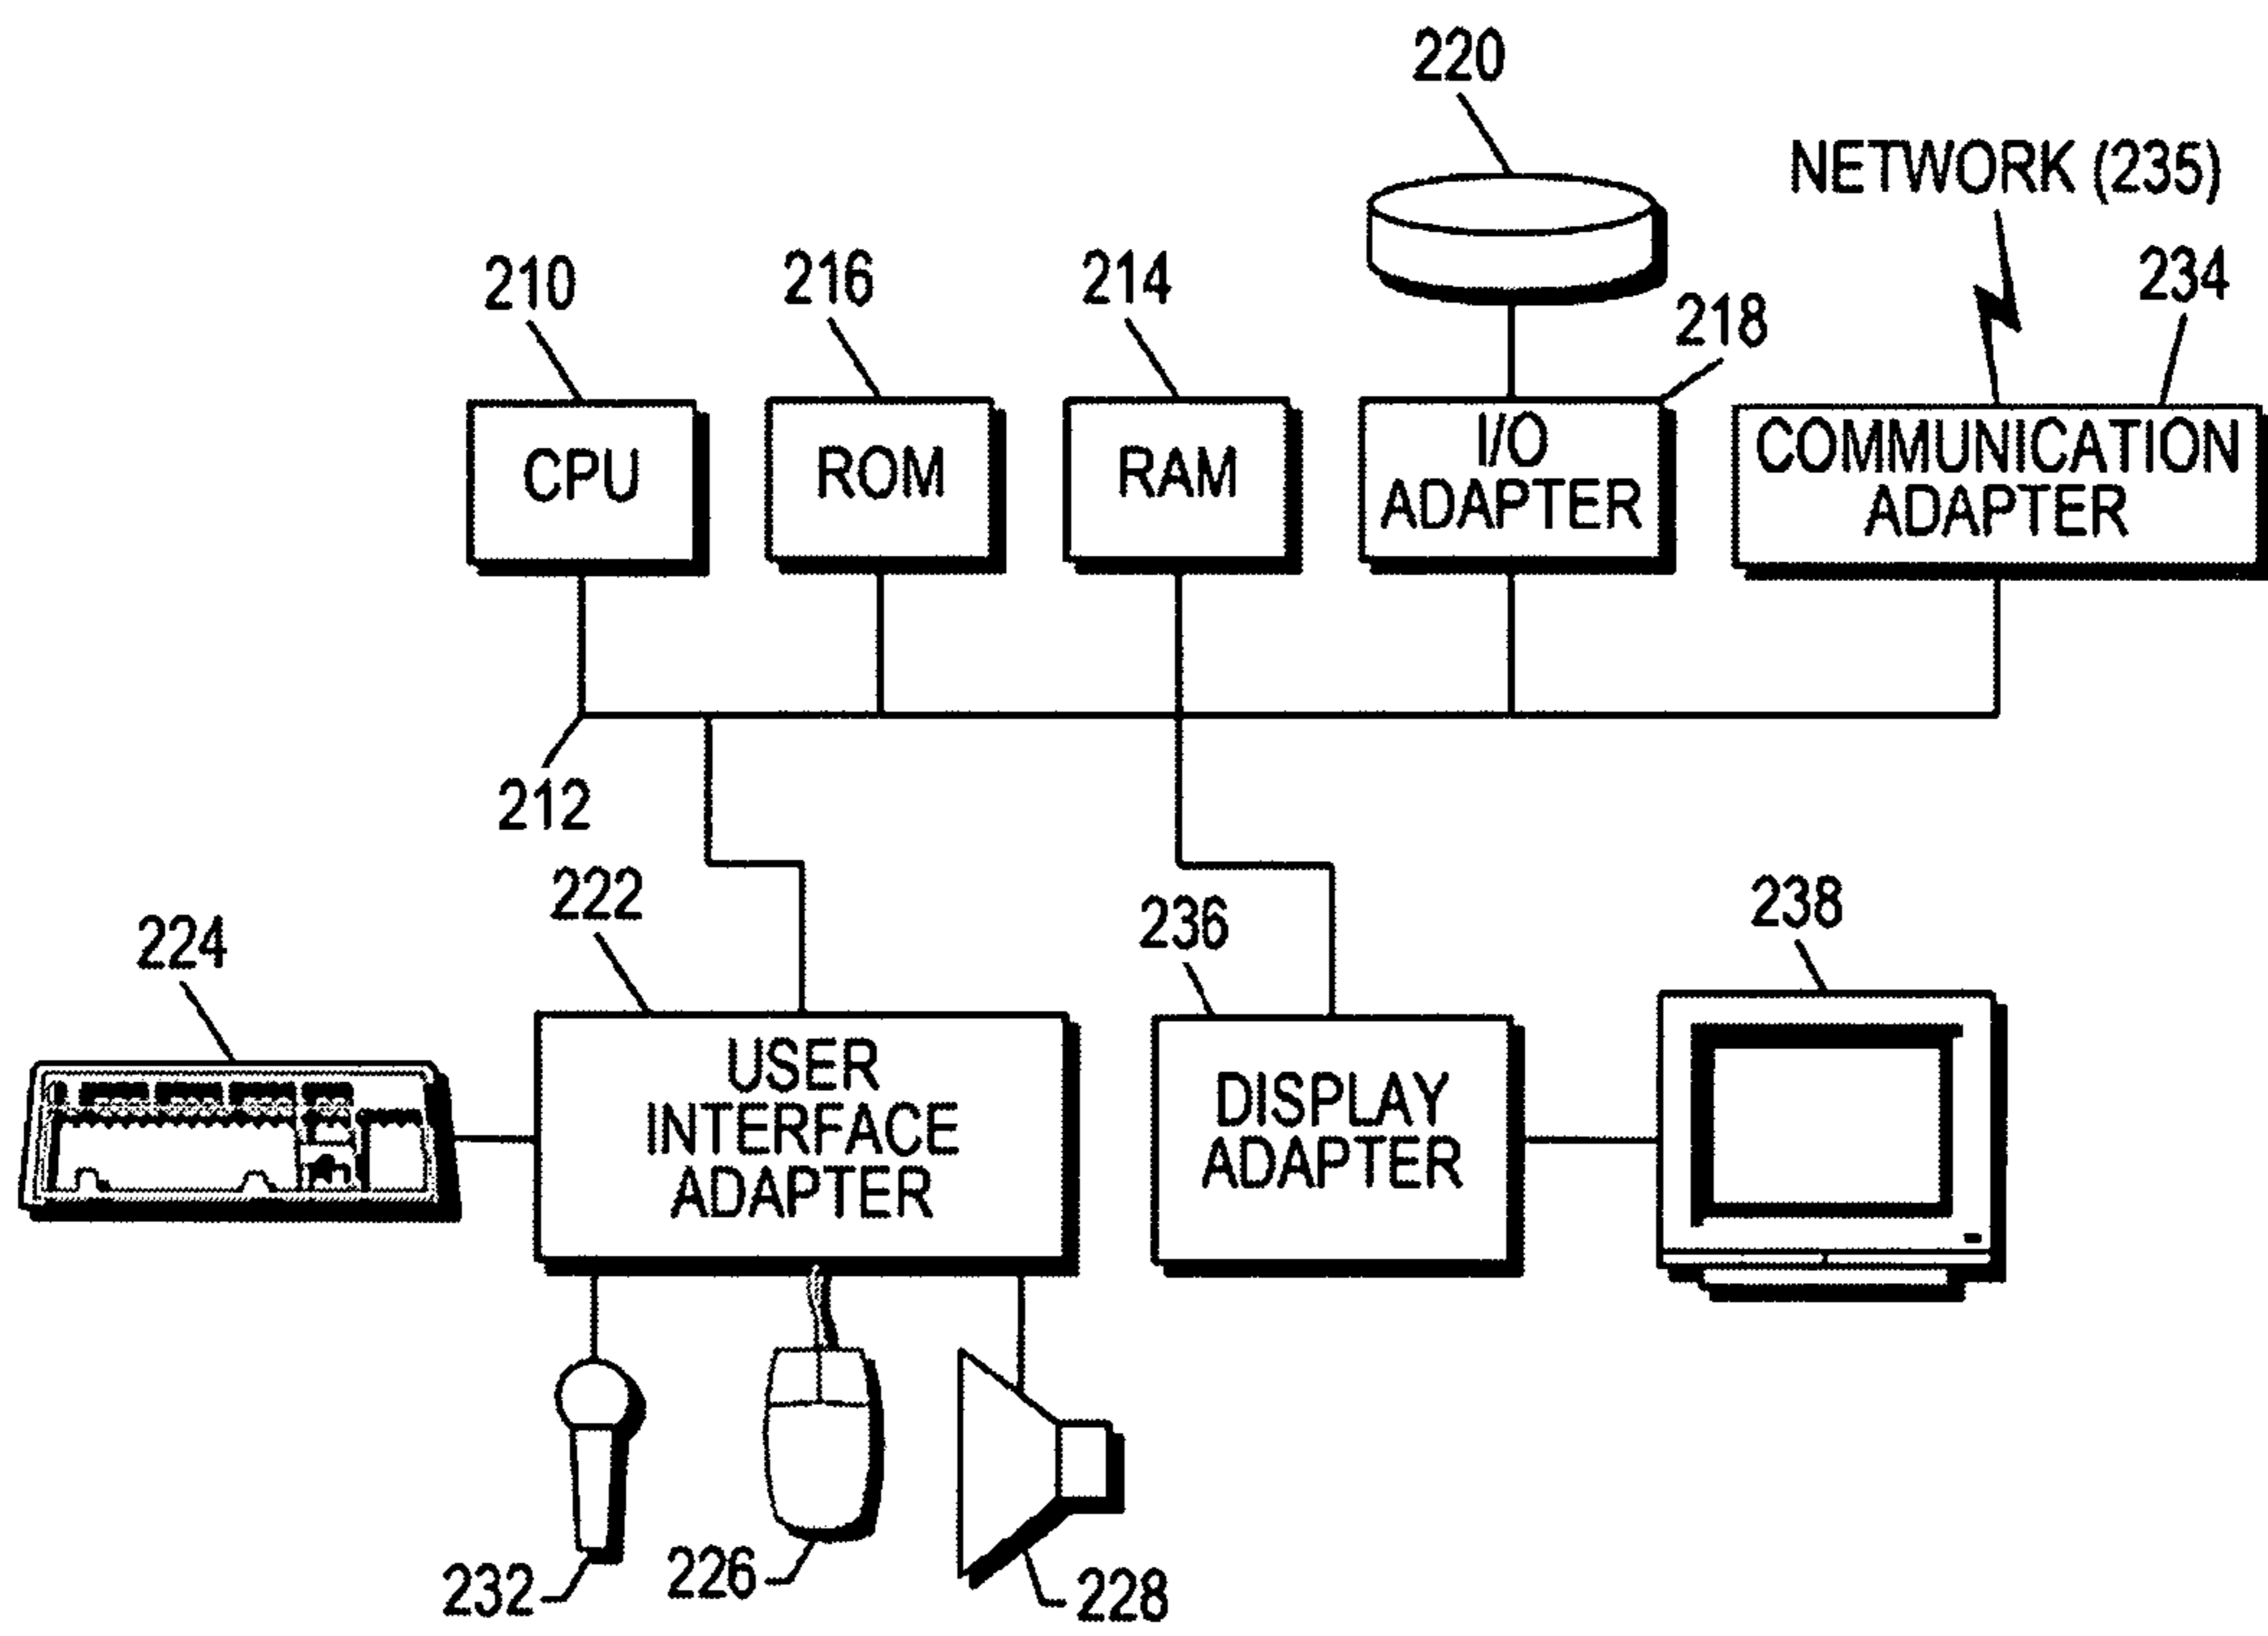 220
NETWORK (235)
210
216
214
218
234
CPU
ROM
RAM
I/O
ADAPTER
COMMUNICATION
ADAPTER
212
222
224
236
238
USER
INTERFACE
ADAPTER
DISPLAY
ADAPTER
232
226
228